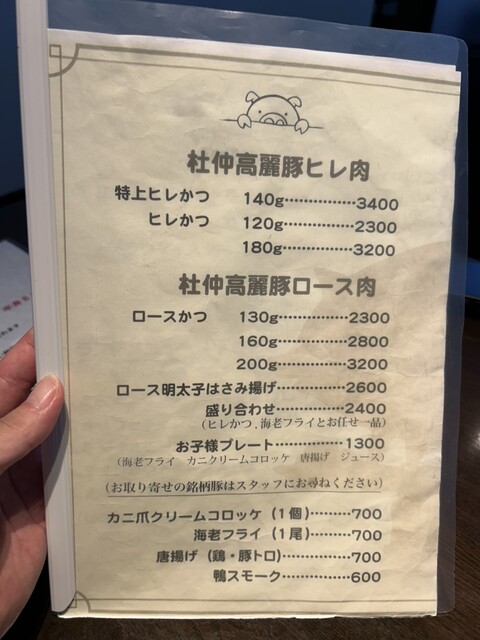 杜仲高麗豚ヒレ肉
特上ヒレかつ 140g……………3400
ヒレかつ 120g……………2300
180g……………3200
杜仲高麗豚ロース肉
ロースかつ 130g……………2300
160g……………2800
200g……………3200
ロース明太子はさみ揚げ……………2600
盛り合わせ……………2400
(ヒレかつ,海老フライとお任せ一品)
お子様プレート……………1300
(海老フライ カニクリームコロッケ 唐揚げ ジュース)
(お取り寄せの銘柄豚はスタッフにお尋ねください)
カニ爪クリームコロッケ(1個)……………700
海老フライ(1尾)……………700
唐揚げ(鶏・豚トロ)……………700
鴨スモーク……………600